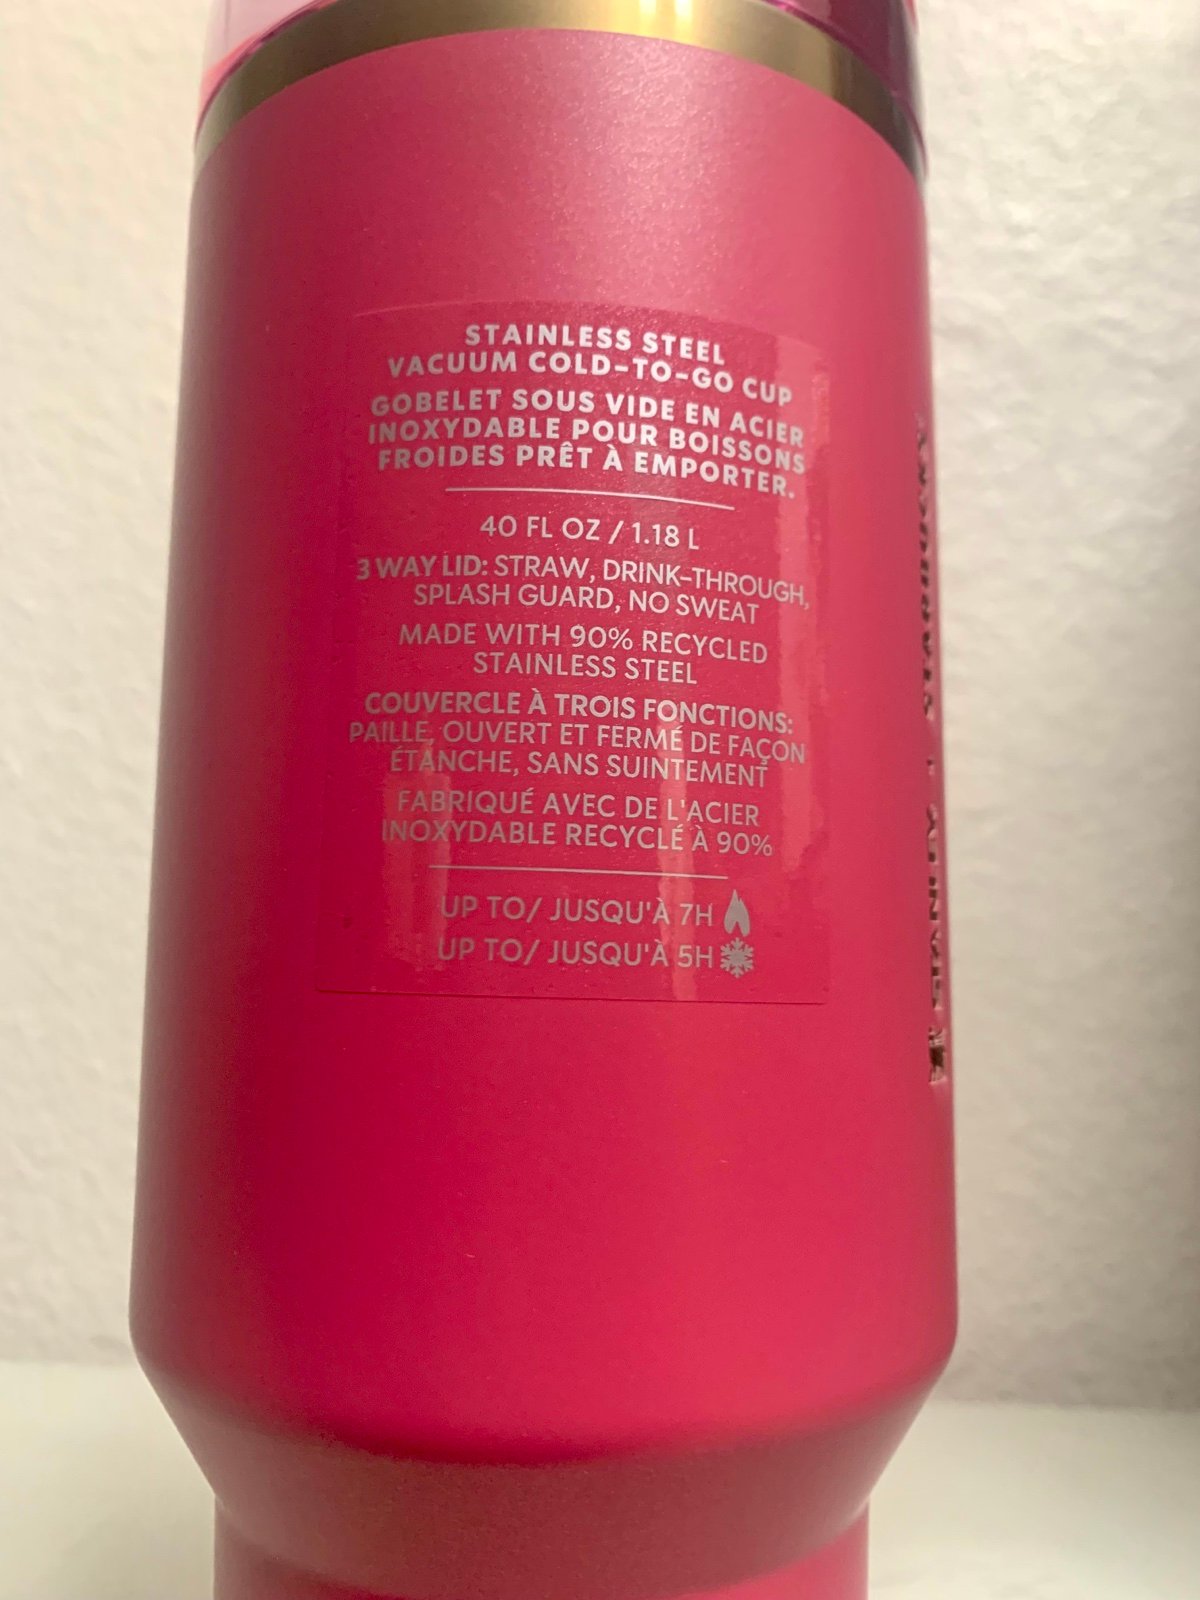 STAINLESS STEEL
VACUUM COLD-TO-GO CUP
GOBELET SOUS VIDE EN ACIER
INOXYDABLE POUR BOISSONS
FROIDES PRÊT À EMPORTER.
40 FL OZ / 1.18 L
3 WAY LID: STRAW, DRINK-THROUGH,
SPLASH GUARD, NO SWEAT
MADE WITH 90% RECYCLED
STAINLESS STEEL
COUVERCLE À TROIS FONCTIONS:
PAILLE, OUVERT ET FERMÉ DE FAÇON
ÉTANCHE, SANS SUINTEMENT
FABRIQUÉ AVEC DE L'ACIER
INOXYDABLE RECYCLÉ À 90%
UP TO/ JUSQU'À 7H
UP TO/ JUSQU'À 5H
STANLEY | STARBUCKS